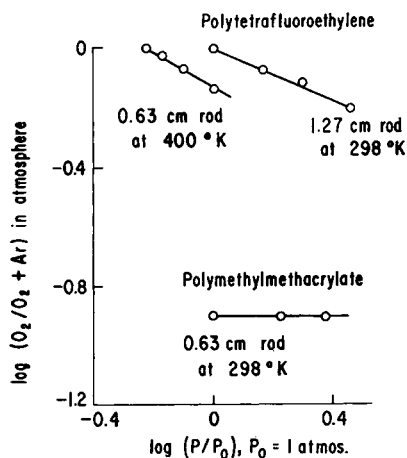 Polytetrafluoroethylene
-0
0.63 cm rod
at 400 °K
1.27 cm rod
at 298 °K
-0.4
log (O₂/O₂ + Ar) in atmosphere
-0.8
Polymethylmethacrylate
0.63 cm rod
at 298 °K
-1.2
-0.4
0
0.4
log (P/P₀), P₀ = 1 atmos.